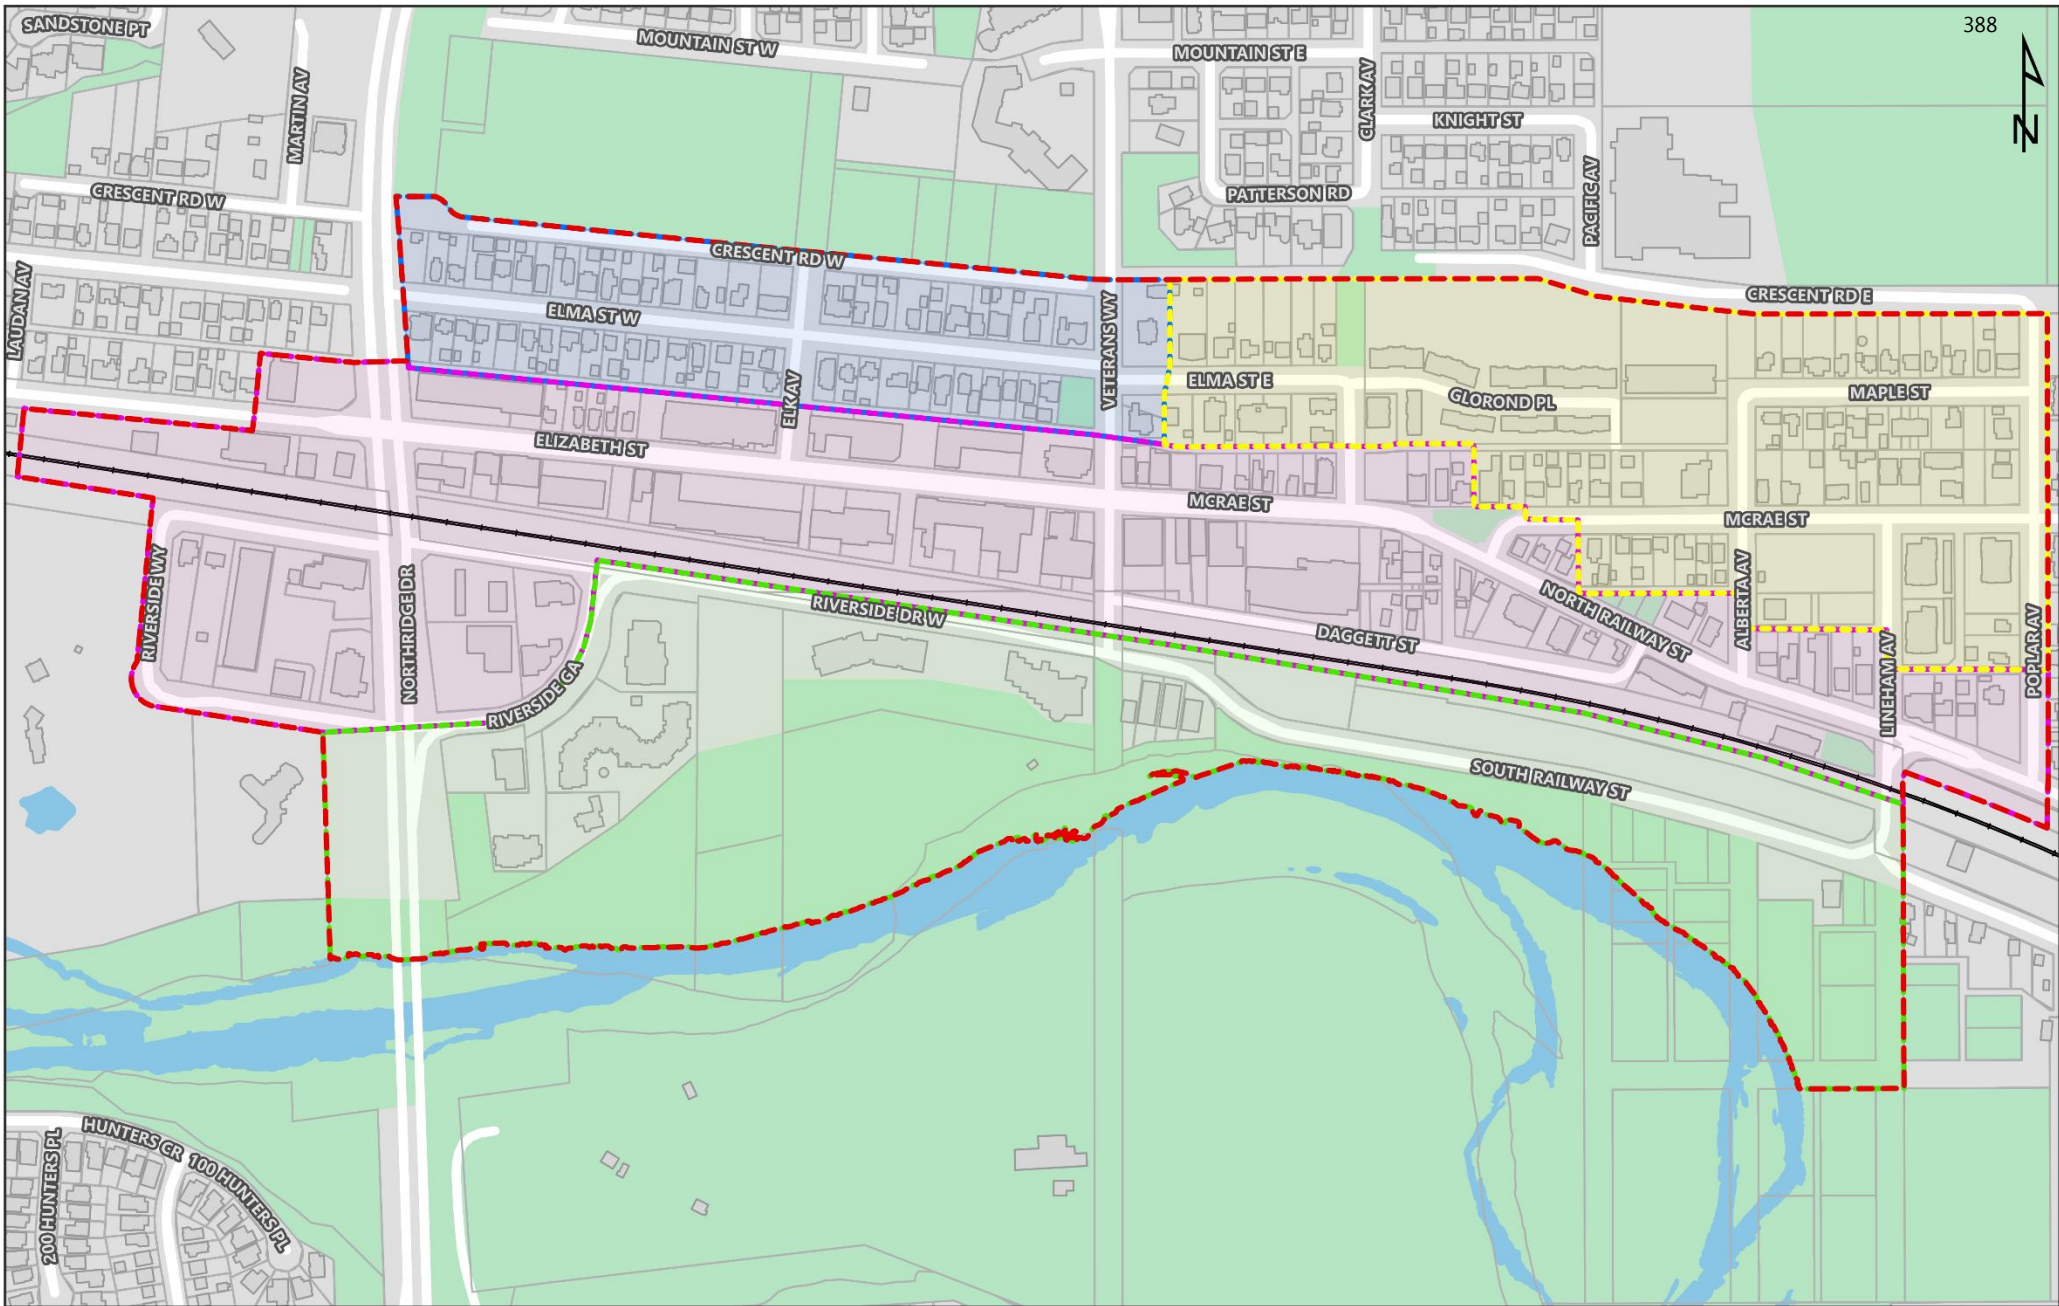 388
SANDSTONE PT
MOUNTAIN ST W
MOUNTAIN ST E
MARTIN AV
CLARK AV
KNIGHT ST
N
CRESCENT RD W
PATTERSON RD
PACIFIC AV
CRESCENT RD W
CRESCENT RD E
LAUDAN AV
ELMA ST W
VETERANS WY
ELMA ST E
GLOROND PL
MAPLE ST
ELK AV
ELIZABETH ST
MCRAE ST
MCRAE ST
RIVERSIDE WY
NORTHRIDGE DR
RIVERSIDE DR W
DAGGETT ST
NORTH RAILWAY ST
ALBERTA AV
LINEHAM AV
POPLAR AV
RIVERSIDE GA
SOUTH RAILWAY ST
HUNTERS CR
100 HUNTERS PL
200 HUNTERS PL